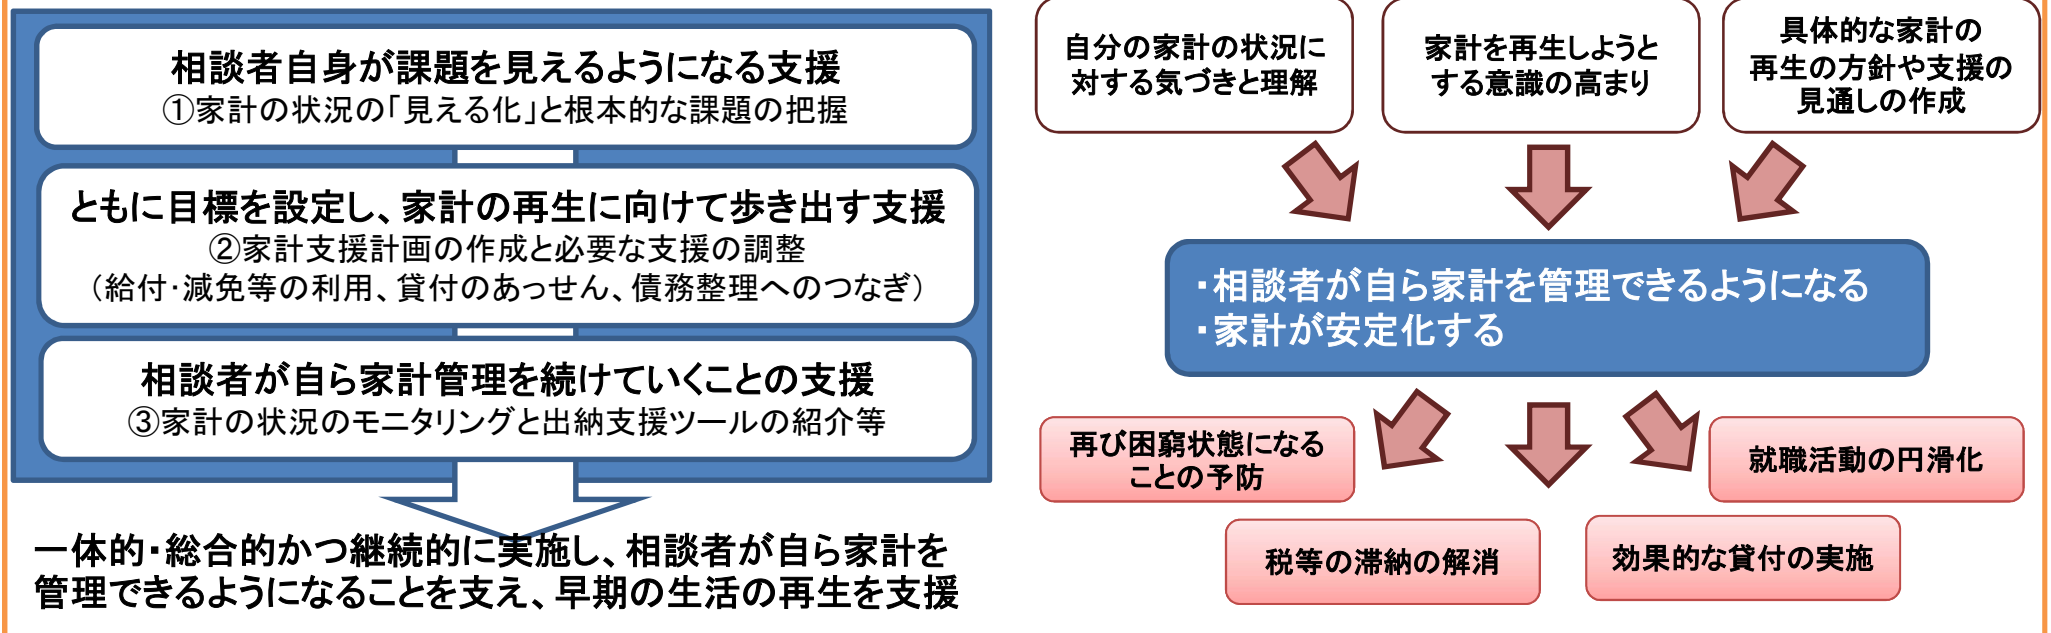 相談者自身が課題を見えるようになる支援
①家計の状況の「見える化」と根本的な課題の把握
ともに目標を設定し、家計の再生に向けて歩き出す支援
②家計支援計画の作成と必要な支援の調整
（給付・減免等の利用、貸付のあっせん、債務整理へのつなぎ）
相談者が自ら家計管理を続けていくことの支援
③家計の状況のモニタリングと出納支援ツールの紹介等
一体的・総合的かつ継続的に実施し、相談者が自ら家計を
管理できるようになることを支え、早期の生活の再生を支援
自分の家計の状況に
対する気づきと理解
家計を再生しようと
する意識の高まり
具体的な家計の
再生の方針や支援の
見通しの作成
・相談者が自ら家計を管理できるようになる
・家計が安定化する
再び困窮状態になる
ことの予防
税等の滞納の解消
効果的な貸付の実施
就職活動の円滑化